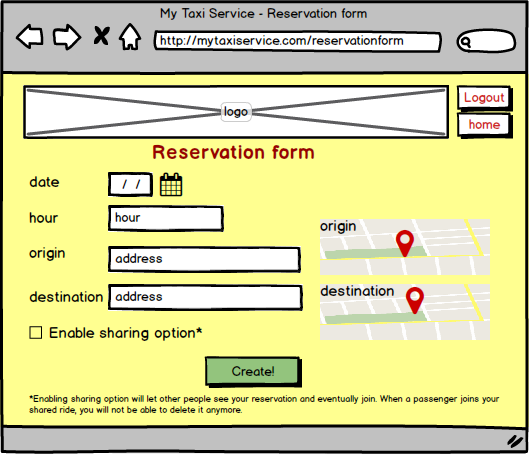 My Taxi Service - Reservation form
http://mytaxiservice.com/reservationform
logo
Logout
home
Reservation form
date / /
hour hour
origin address
origin
destination address
destination
Enable sharing option*
Create!
*Enabling sharing option will let other people see your reservation and eventually join. When a passenger joins your
shared ride, you will not be able to delete it anymore.